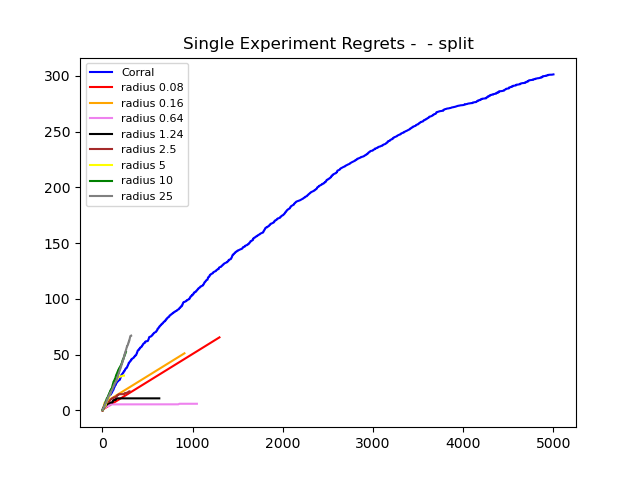 Single Experiment Regrets -  - split
300
250
200
150
100
50
0
Corral
radius 0.08
radius 0.16
radius 0.64
radius 1.24
radius 2.5
radius 5
radius 10
radius 25
0 1000 2000 3000 4000 5000